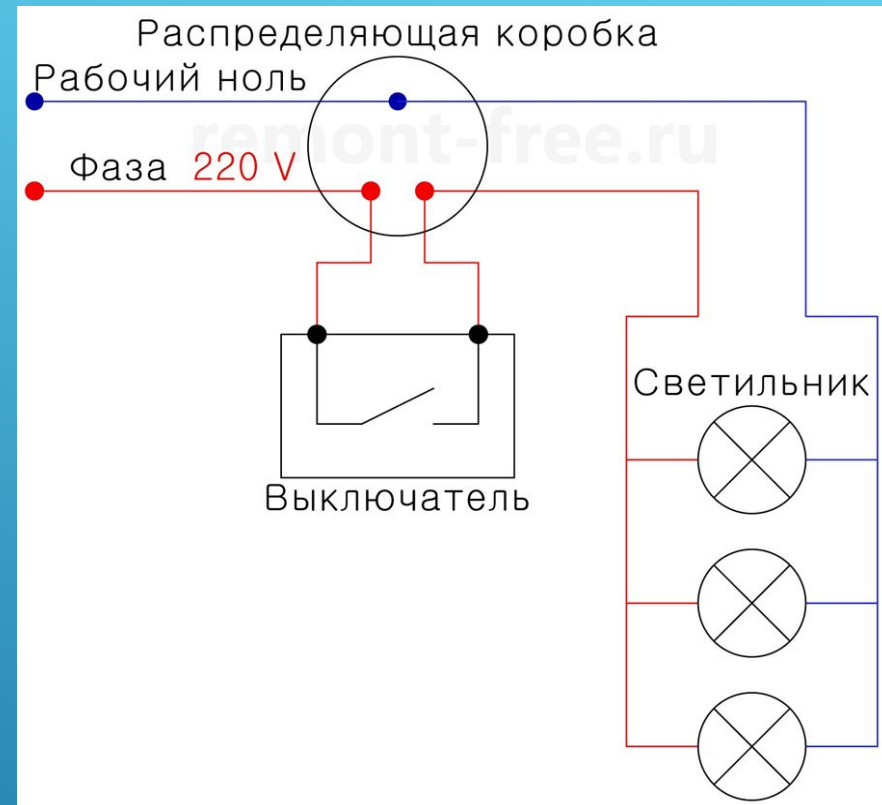 Распределяющая коробка
Рабочий ноль
remont-free.ru
Фаза 220 V
Светильник
Выключатель